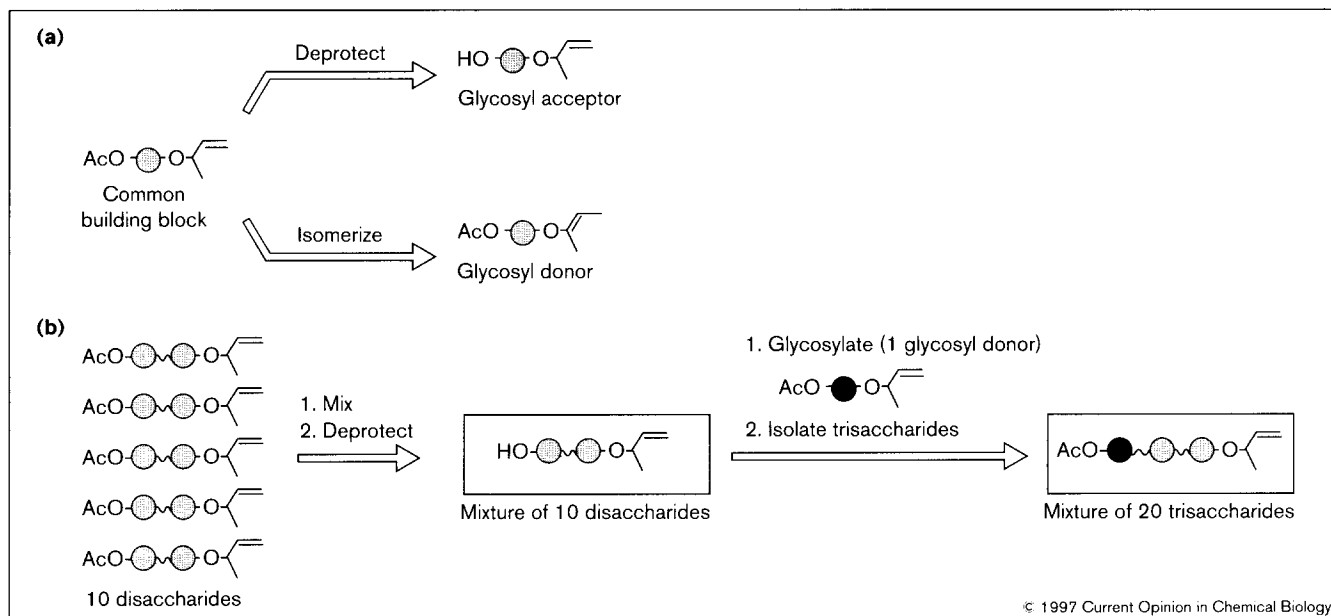 (a)
Deprotect
HO
O
Glycosyl acceptor
AcO
O
Common
building block
Isomerize
AcO
O
Glycosyl donor
(b)
AcO
O
AcO
O
AcO
O
AcO
O
AcO
O
10 disaccharides
1. Mix
2. Deprotect
HO
O
Mixture of 10 disaccharides
1. Glycosylate (1 glycosyl donor)
AcO
O
2. Isolate trisaccharides
AcO
O
Mixture of 20 trisaccharides
© 1997 Current Opinion in Chemical Biology